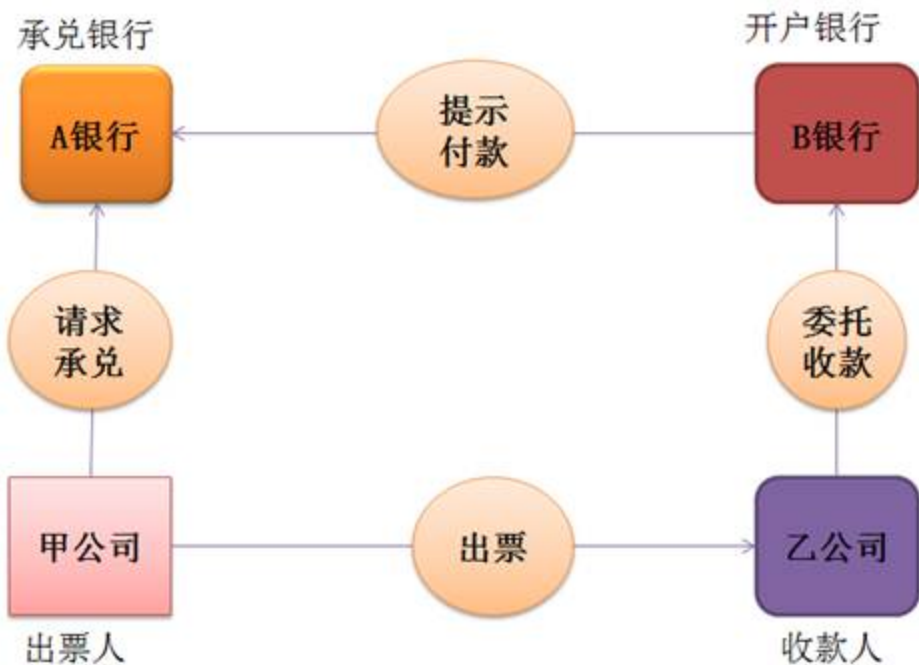 承兑银行
开户银行
A银行
提示
付款
B银行
请求
承兑
委托
收款
甲公司
出票
乙公司
出票人
收款人